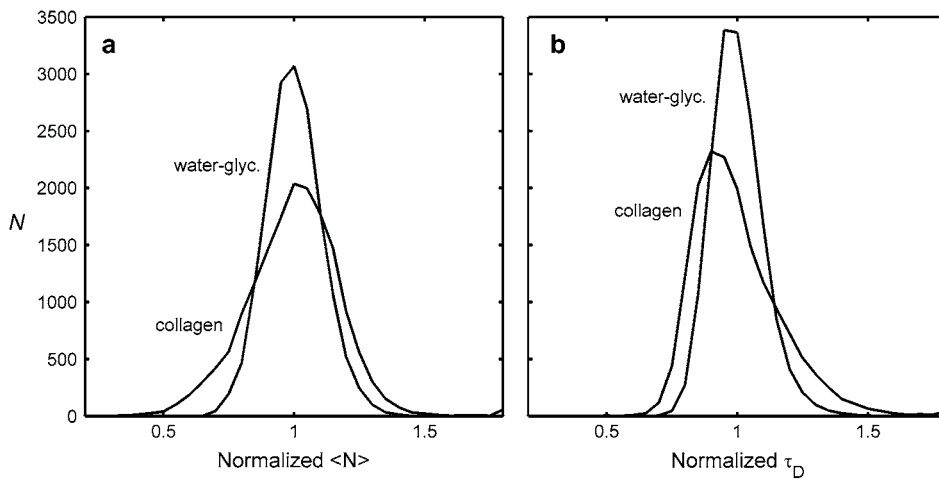 a
b
3500
3000
2500
2000
1500
1000
500
0
N
water-glyc.
collagen
0.5
1
1.5
Normalized <N>
water-glyc.
collagen
0.5
1
1.5
Normalized τD